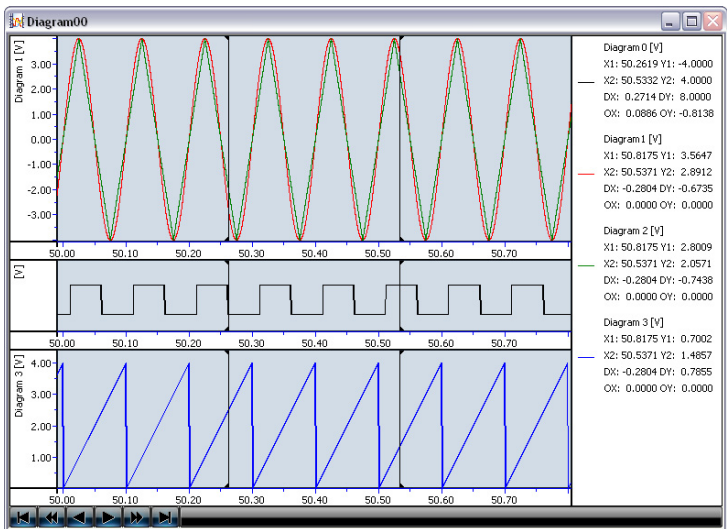 Diagram00
Diagram 1 [V]
3.00
2.00
1.00
0.00
-1.00
-2.00
-3.00
50.00 50.10 50.20 50.30 50.40 50.50 50.60 50.70
[V]
50.00 50.10 50.20 50.30 50.40 50.50 50.60 50.70
Diagram 3 [V]
4.00
3.00
2.00
1.00
50.00 50.10 50.20 50.30 50.40 50.50 50.60 50.70
Diagram 0 [V]
X1: 50.2619 Y1: -4.0000
X2: 50.5332 Y2: 4.0000
DX: 0.2714 DY: 8.0000
OX: 0.0886 OY: -0.8138
Diagram1 [V]
X1: 50.8175 Y1: 3.5647
X2: 50.5371 Y2: 2.8912
DX: -0.2804 DY: -0.6735
OX: 0.0000 OY: 0.0000
Diagram 2 [V]
X1: 50.8175 Y1: 2.8009
X2: 50.5371 Y2: 2.0571
DX: -0.2804 DY: -0.7438
OX: 0.0000 OY: 0.0000
Diagram 3 [V]
X1: 50.8175 Y1: 0.7002
X2: 50.5371 Y2: 1.4857
DX: -0.2804 DY: 0.7855
OX: 0.0000 OY: 0.0000